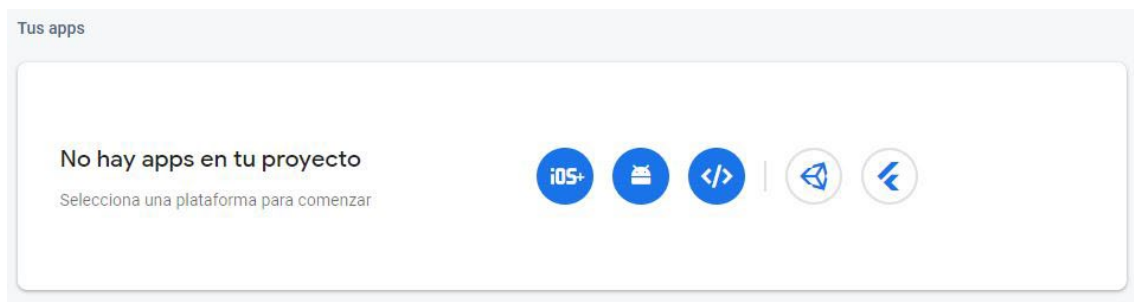 Tus apps
No hay apps en tu proyecto
Selecciona una plataforma para comenzar
iOS+
</>